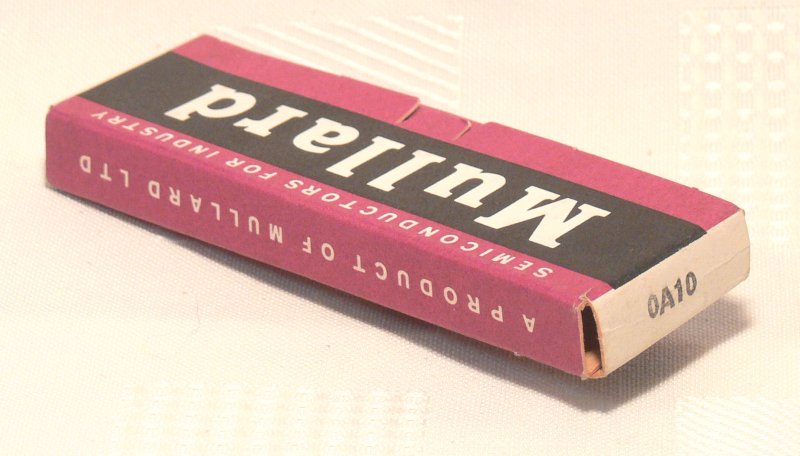 Mullard
SEMICONDUCTORS FOR INDUSTRY
A PRODUCT OF MULLARD LTD
0A10